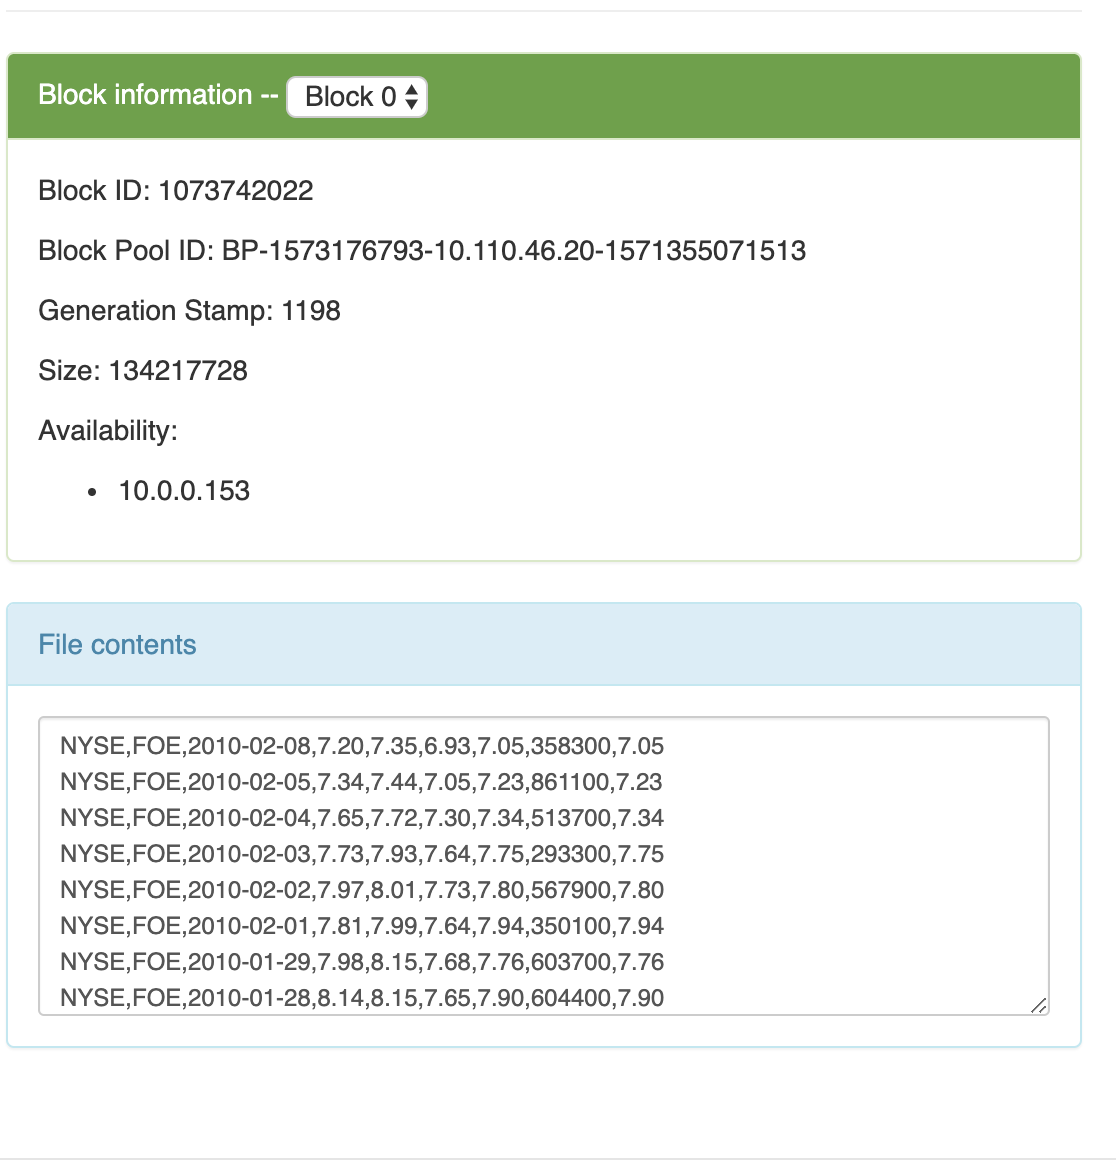 Block information -- Block 0
Block ID: 1073742022
Block Pool ID: BP-1573176793-10.110.46.20-1571355071513
Generation Stamp: 1198
Size: 134217728
Availability:
10.0.0.153
File contents
NYSE,FOE,2010-02-08,7.20,7.35,6.93,7.05,358300,7.05
NYSE,FOE,2010-02-05,7.34,7.44,7.05,7.23,861100,7.23
NYSE,FOE,2010-02-04,7.65,7.72,7.30,7.34,513700,7.34
NYSE,FOE,2010-02-03,7.73,7.93,7.64,7.75,293300,7.75
NYSE,FOE,2010-02-02,7.97,8.01,7.73,7.80,567900,7.80
NYSE,FOE,2010-02-01,7.81,7.99,7.64,7.94,350100,7.94
NYSE,FOE,2010-01-29,7.98,8.15,7.68,7.76,603700,7.76
NYSE,FOE,2010-01-28,8.14,8.15,7.65,7.90,604400,7.90